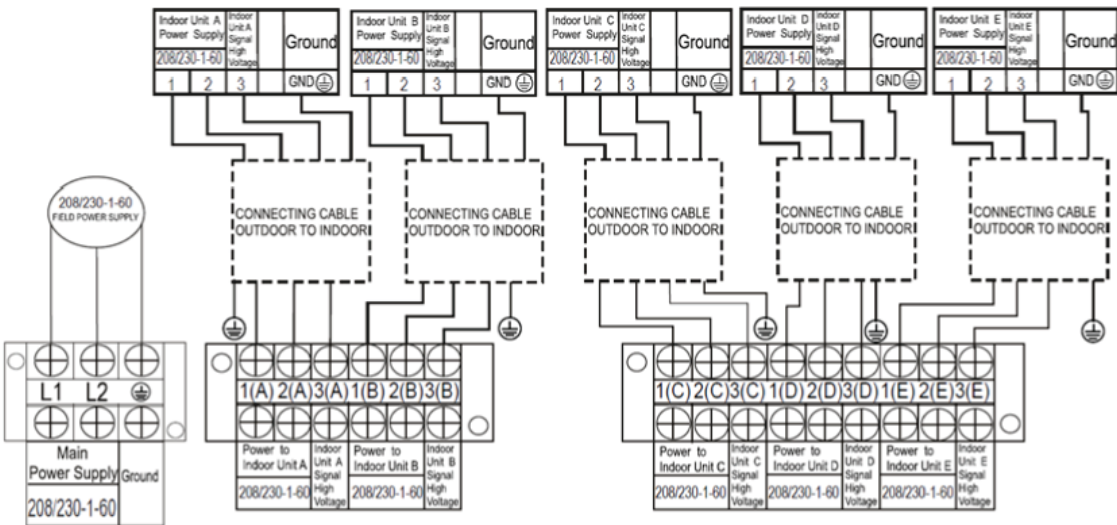 Indoor Unit A
Power Supply
208/230-1-60
Indoor
Unit A
Signal
High
Voltage
Ground
1 2 3 GND
Indoor Unit B
Power Supply
208/230-1-60
Indoor
Unit B
Signal
High
Voltage
Ground
1 2 3 GND
Indoor Unit C
Power Supply
208/230-1-60
Indoor
Unit C
Signal
High
Voltage
Ground
1 2 3 GND
Indoor Unit D
Power Supply
208/230-1-60
Indoor
Unit D
Signal
High
Voltage
Ground
1 2 3 GND
Indoor Unit E
Power Supply
208/230-1-60
Indoor
Unit E
Signal
High
Voltage
Ground
1 2 3 GND
208/230-1-60
FIELD POWER SUPPLY
CONNECTING CABLE
OUTDOOR TO INDOOR
CONNECTING CABLE
OUTDOOR TO INDOOR
CONNECTING CABLE
OUTDOOR TO INDOOR
CONNECTING CABLE
OUTDOOR TO INDOOR
CONNECTING CABLE
OUTDOOR TO INDOOR
L1 L2
Main
Power Supply
208/230-1-60
Ground
1(A) 2(A) 3(A) 1(B) 2(B) 3(B)
Power to
Indoor Unit A
208/230-1-60
Indoor
Unit A
Signal
High
Voltage
Power to
Indoor Unit B
208/230-1-60
Indoor
Unit B
Signal
High
Voltage
1(C) 2(C) 3(C) 1(D) 2(D) 3(D) 1(E) 2(E) 3(E)
Power to
Indoor Unit C
208/230-1-60
Indoor
Unit C
Signal
High
Voltage
Power to
Indoor Unit D
208/230-1-60
Indoor
Unit D
Signal
High
Voltage
Power to
Indoor Unit E
208/230-1-60
Indoor
Unit E
Signal
High
Voltage